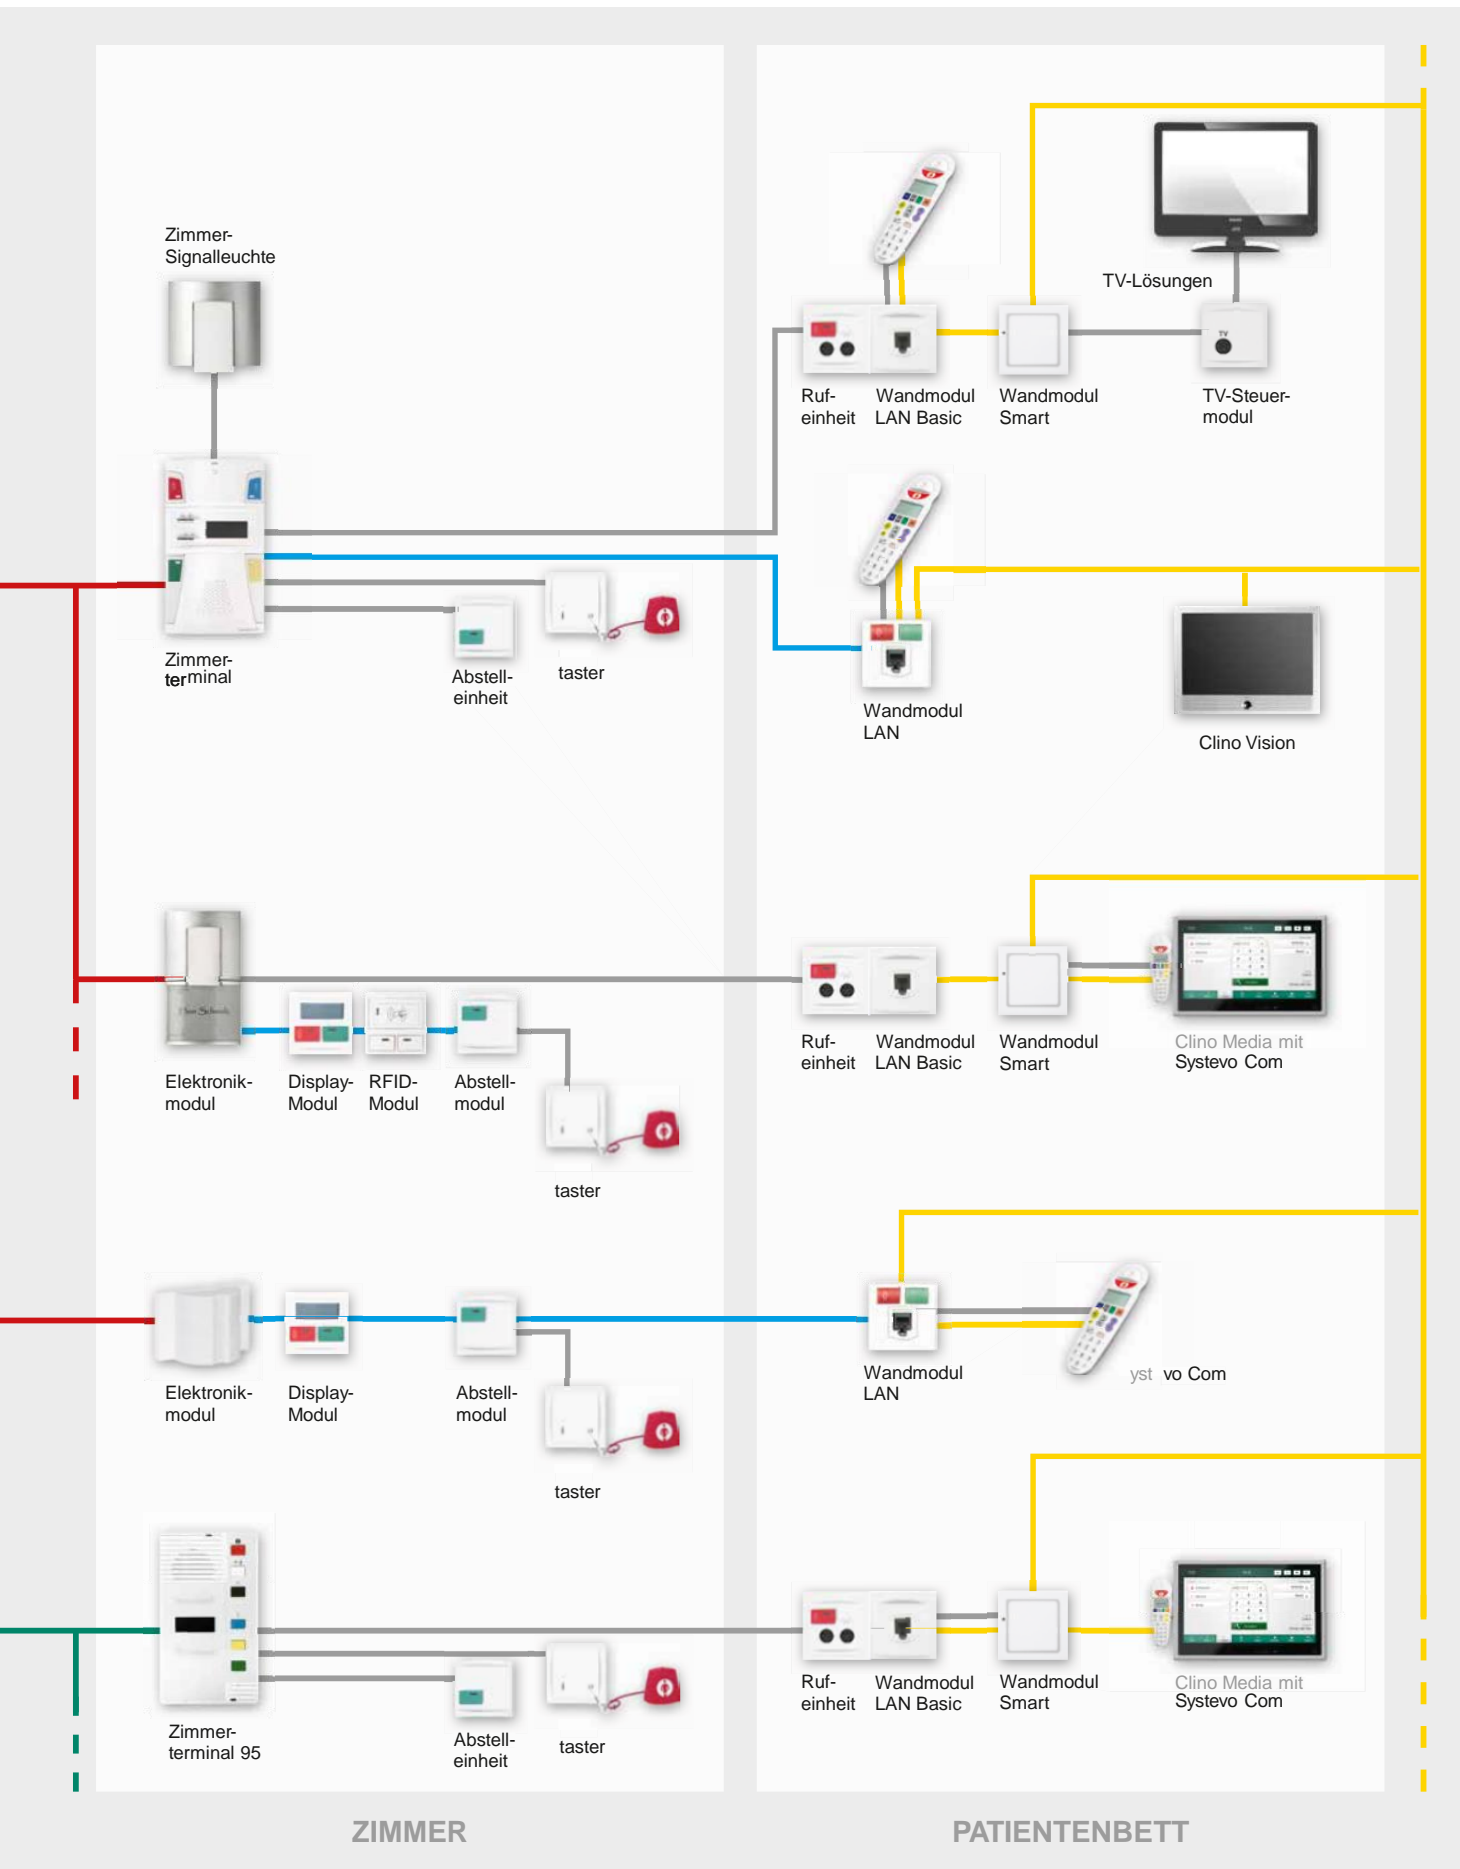 Zimmer-
Signalleuchte
Zimmer-
terminal
Abstell-
einheit
taster
TV-Lösungen
TV
Ruf-
einheit
Wandmodul
LAN Basic
Wandmodul
Smart
TV-Steuer-
modul
Wandmodul
LAN
Clino Vision
Elektronik-
modul
Display-
Modul
RFID-
Modul
Abstell-
modul
taster
Ruf-
einheit
Wandmodul
LAN Basic
Wandmodul
Smart
Clino Media mit
Systevo Com
Elektronik-
modul
Display-
Modul
Abstell-
modul
taster
Wandmodul
LAN
yst vo Com
Zimmer-
terminal 95
Abstell-
einheit
taster
Ruf-
einheit
Wandmodul
LAN Basic
Wandmodul
Smart
Clino Media mit
Systevo Com
ZIMMER
PATIENTENBETT